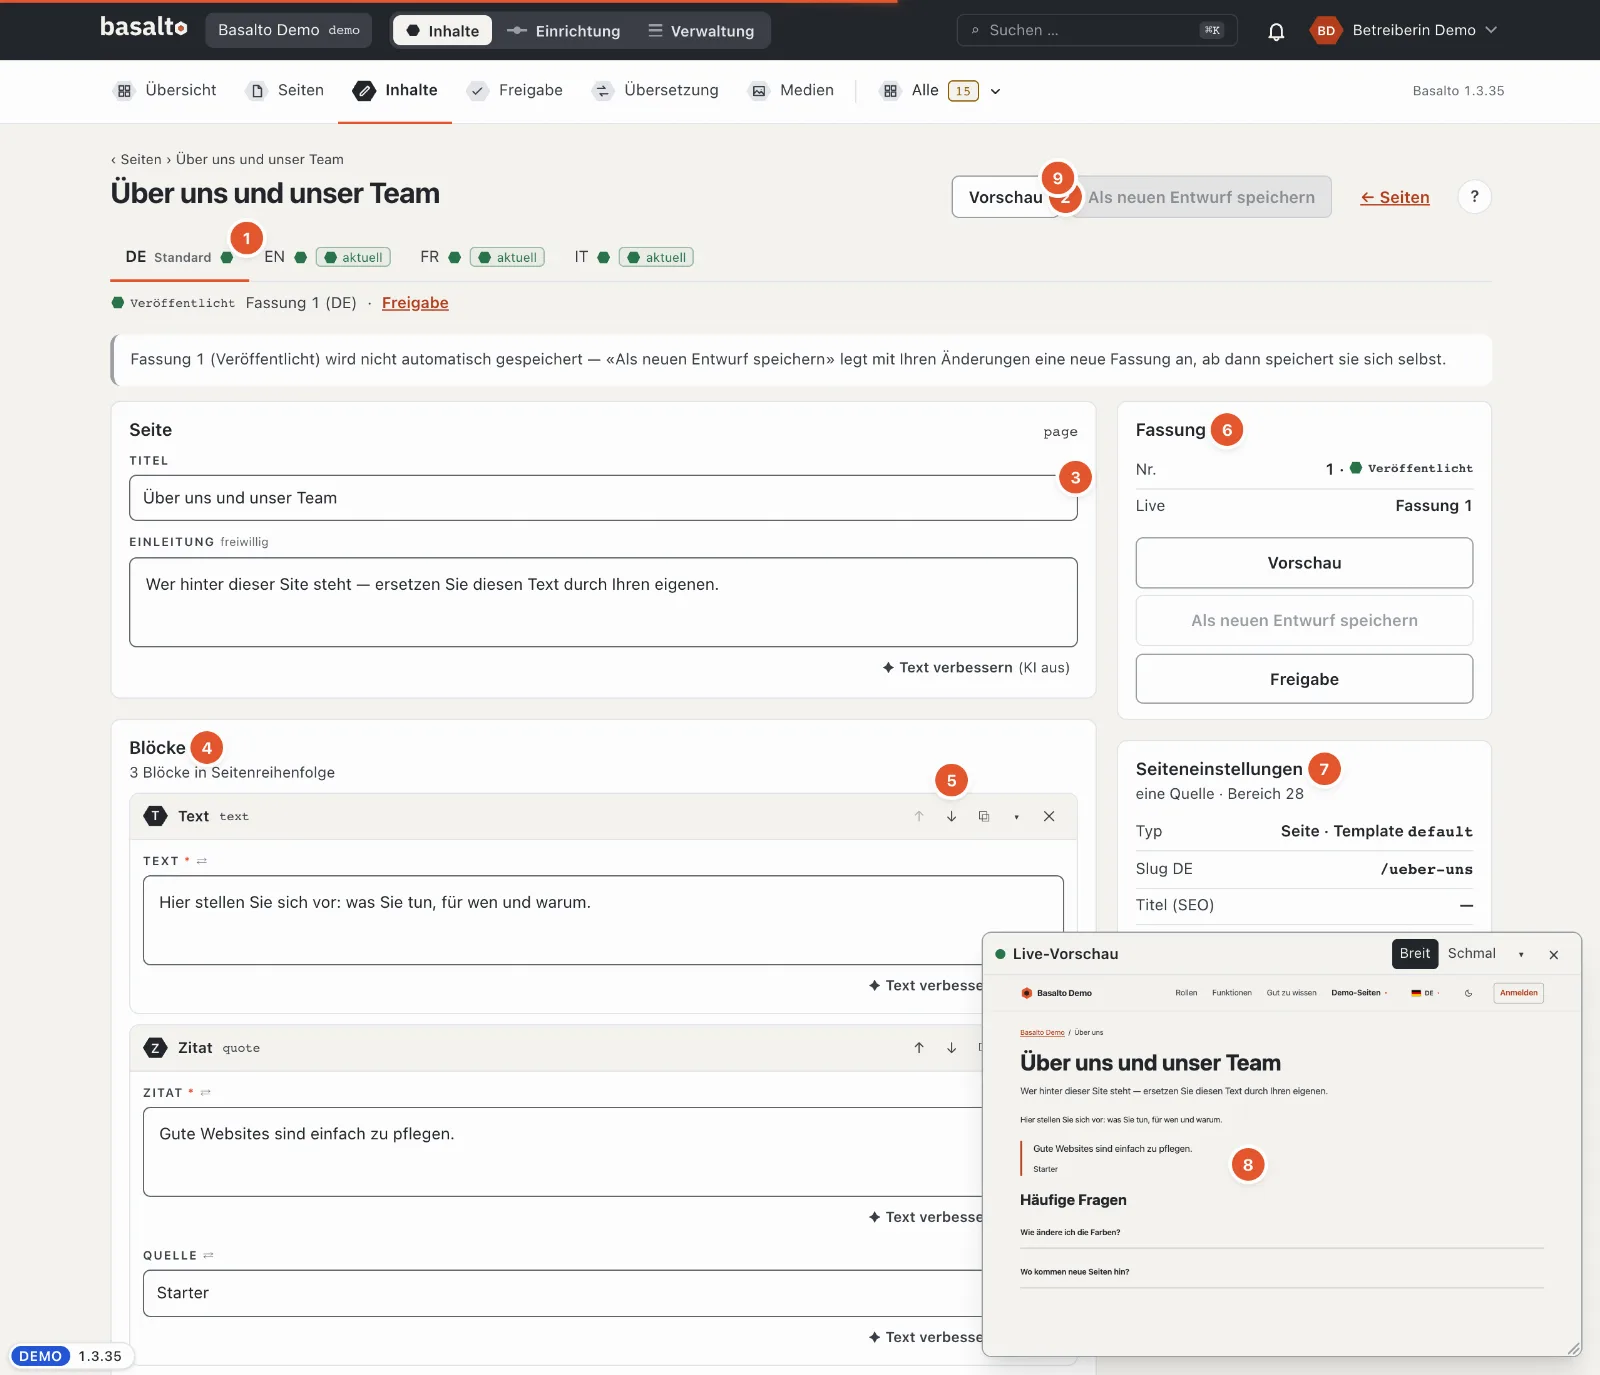 basalto Basalto Demo demo Inhalte Einrichtung Verwaltung Suchen ... ⌘K BD Betreiberin Demo
Übersicht Seiten Inhalte Freigabe Übersetzung Medien Alle 15 Basalto 1.3.35
‹ Seiten › Über uns und unser Team
Über uns und unser Team
Vorschau 9 2 Als neuen Entwurf speichern ← Seiten ?
1
DE Standard EN aktuell FR aktuell IT aktuell
Veröffentlicht Fassung 1 (DE) · Freigabe
Fassung 1 (Veröffentlicht) wird nicht automatisch gespeichert — «Als neuen Entwurf speichern» legt mit Ihren Änderungen eine neue Fassung an, ab dann speichert sie sich selbst.
Seite page
TITEL
3
Über uns und unser Team
EINLEITUNG freiwillig
Wer hinter dieser Site steht — ersetzen Sie diesen Text durch Ihren eigenen.
Text verbessern (KI aus)
Fassung 6
Nr. 1 · Veröffentlicht
Live Fassung 1
Vorschau
Als neuen Entwurf speichern
Freigabe
Blöcke 4
3 Blöcke in Seitenreihenfolge
5
T Text text
TEXT * ⇄
Hier stellen Sie sich vor: was Sie tun, für wen und warum.
Text verbesse
Z Zitat quote
ZITAT * ⇄
Gute Websites sind einfach zu pflegen.
Text verbesse
QUELLE ⇄
Starter
Text verbesse
Seiteneinstellungen 7
eine Quelle · Bereich 28
Typ Seite · Template default
Slug DE /ueber-uns
Titel (SEO) —
Live-Vorschau Breit Schmal
Basalto Demo Rollen Funktionen Gut zu wissen Demo-Seiten DE Anmelden
Basalto Demo / Über uns
Über uns und unser Team
Wer hinter dieser Site steht — ersetzen Sie diesen Text durch Ihren eigenen.
Hier stellen Sie sich vor: was Sie tun, für wen und warum.
Gute Websites sind einfach zu pflegen.
8
Starter
Häufige Fragen
Wie ändere ich die Farben?
Wo kommen neue Seiten hin?
DEMO 1.3.35